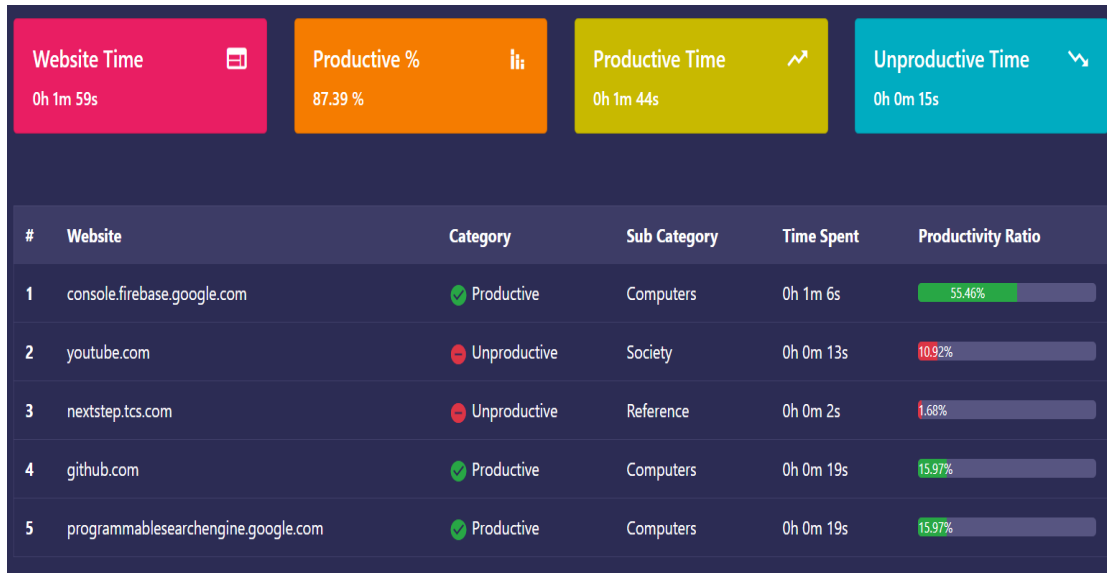 Website Time
0h 1m 59s
Productive %
87.39 %
Productive Time
0h 1m 44s
Unproductive Time
0h 0m 15s
# Website Category Sub Category Time Spent Productivity Ratio
1 console.firebase.google.com Productive Computers 0h 1m 6s 55.46%
2 youtube.com Unproductive Society 0h 0m 13s 10.92%
3 nextstep.tcs.com Unproductive Reference 0h 0m 2s 1.68%
4 github.com Productive Computers 0h 0m 19s 15.97%
5 programmablesearchengine.google.com Productive Computers 0h 0m 19s 15.97%